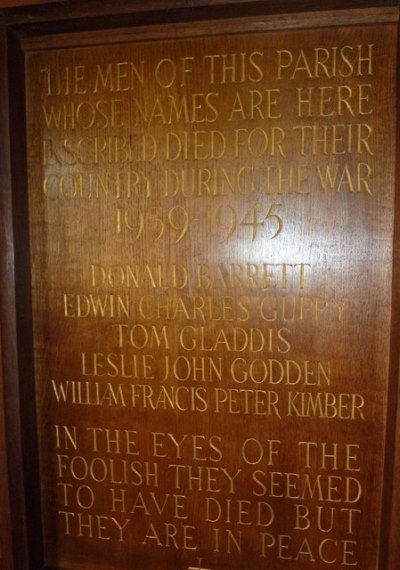 THE MEN OF THIS PARISH
WHOSE NAMES ARE HERE
INSCRIBED DIED FOR THEIR
COUNTRY DURING THE WAR
1939-1945
DONALD BARRETT
EDWIN CHARLES GUPPY
TOM GLADDIS
LESLIE JOHN GODDEN
WILLIAM FRANCIS PETER KIMBER
IN THE EYES OF THE
FOOLISH THEY SEEMED
TO HAVE DIED BUT
THEY ARE IN PEACE